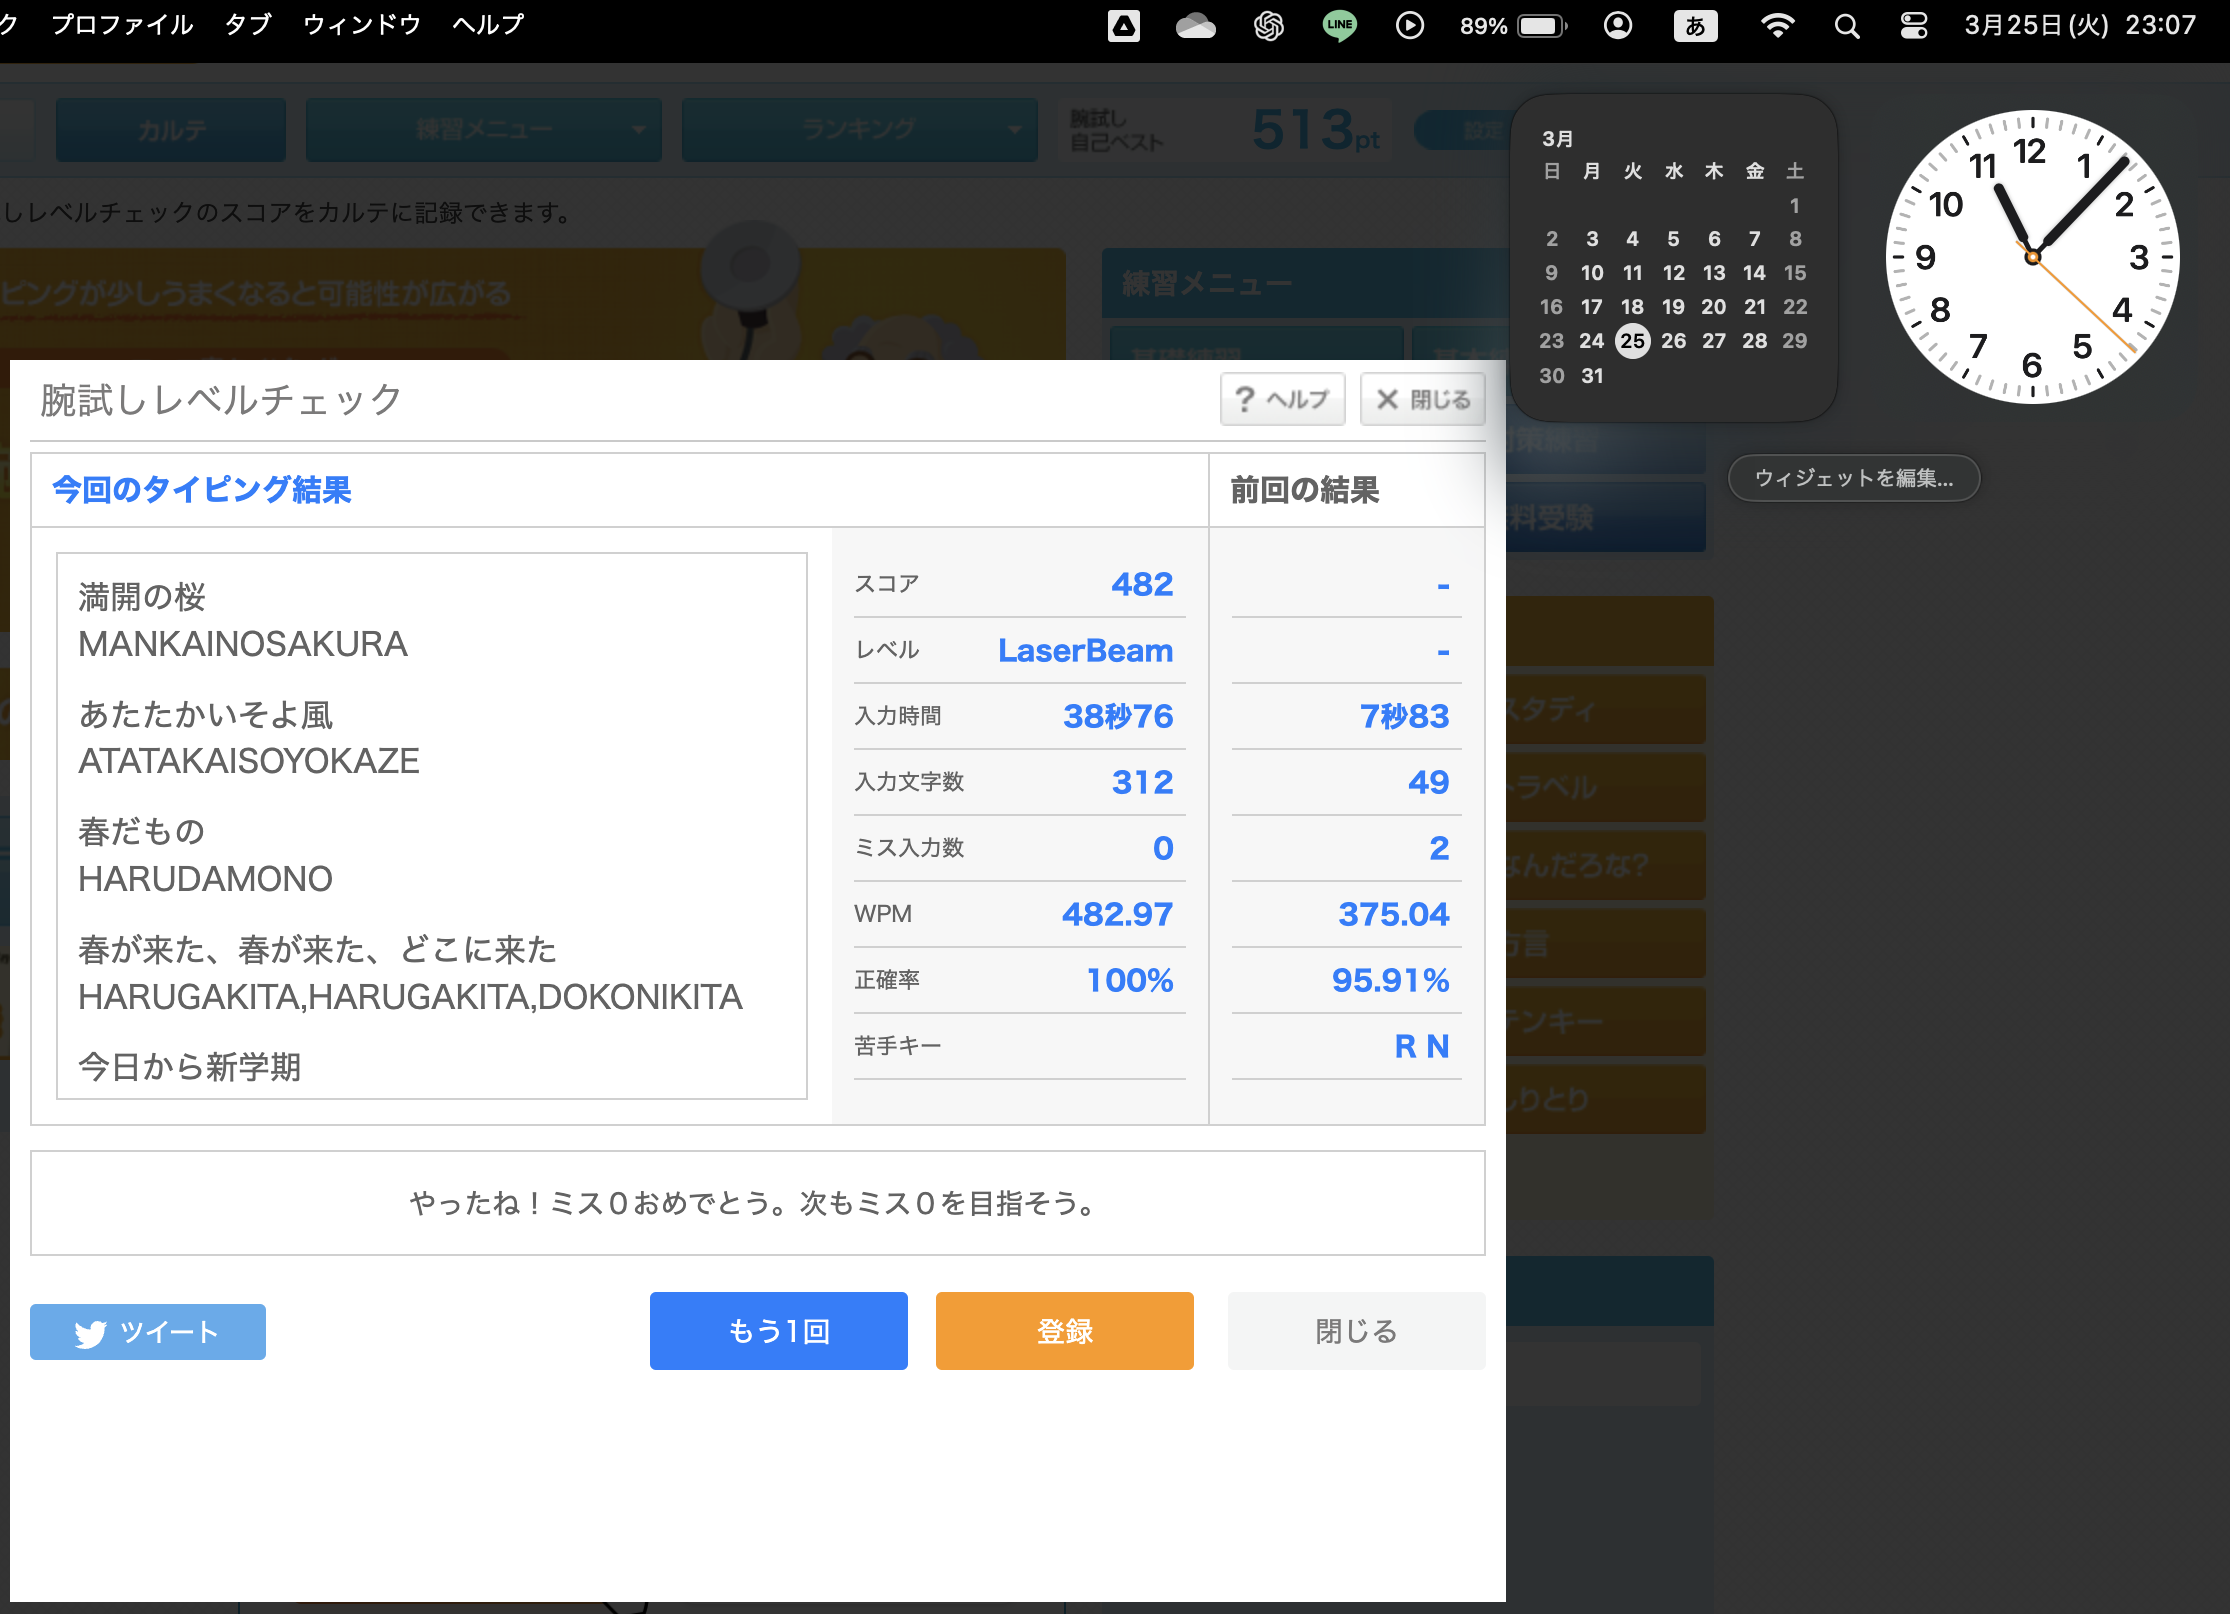 ク プロファイル タブ ウィンドウ ヘルプ LINE 89% あ 3月25日(火) 23:07
カルテ 練習メニュー ランキング 腕試し 自己ベスト 513pt 設定
しレベルチェックのスコアをカルテに記録できます。
ピングが少しうまくなると可能性が広がる
練習メニュー
基礎練習
3月
日 月 火 水 木 金 土
1
2 3 4 5 6 7 8
9 10 11 12 13 14 15
16 17 18 19 20 21 22
23 24 25 26 27 28 29
30 31
12 1 2 3 4 5 6 7 8 9 10 11
ウィジェットを編集...
対策練習
料受験
スタディ
トラベル
なんだろな?
方言
テンキー
しりとり
腕試しレベルチェック ? ヘルプ × 閉じる
今回のタイピング結果 前回の結果
満開の桜
MANKAINOSAKURA
あたたかいそよ風
ATATAKAISOYOKAZE
春だもの
HARUDAMONO
春が来た、春が来た、どこに来た
HARUGAKITA,HARUGAKITA,DOKONIKITA
今日から新学期
スコア 482 -
レベル LaserBeam -
入力時間 38秒76 7秒83
入力文字数 312 49
ミス入力数 0 2
WPM 482.97 375.04
正確率 100% 95.91%
苦手キー R N
やったね！ミス０おめでとう。次もミス０を目指そう。
ツイート もう1回 登録 閉じる